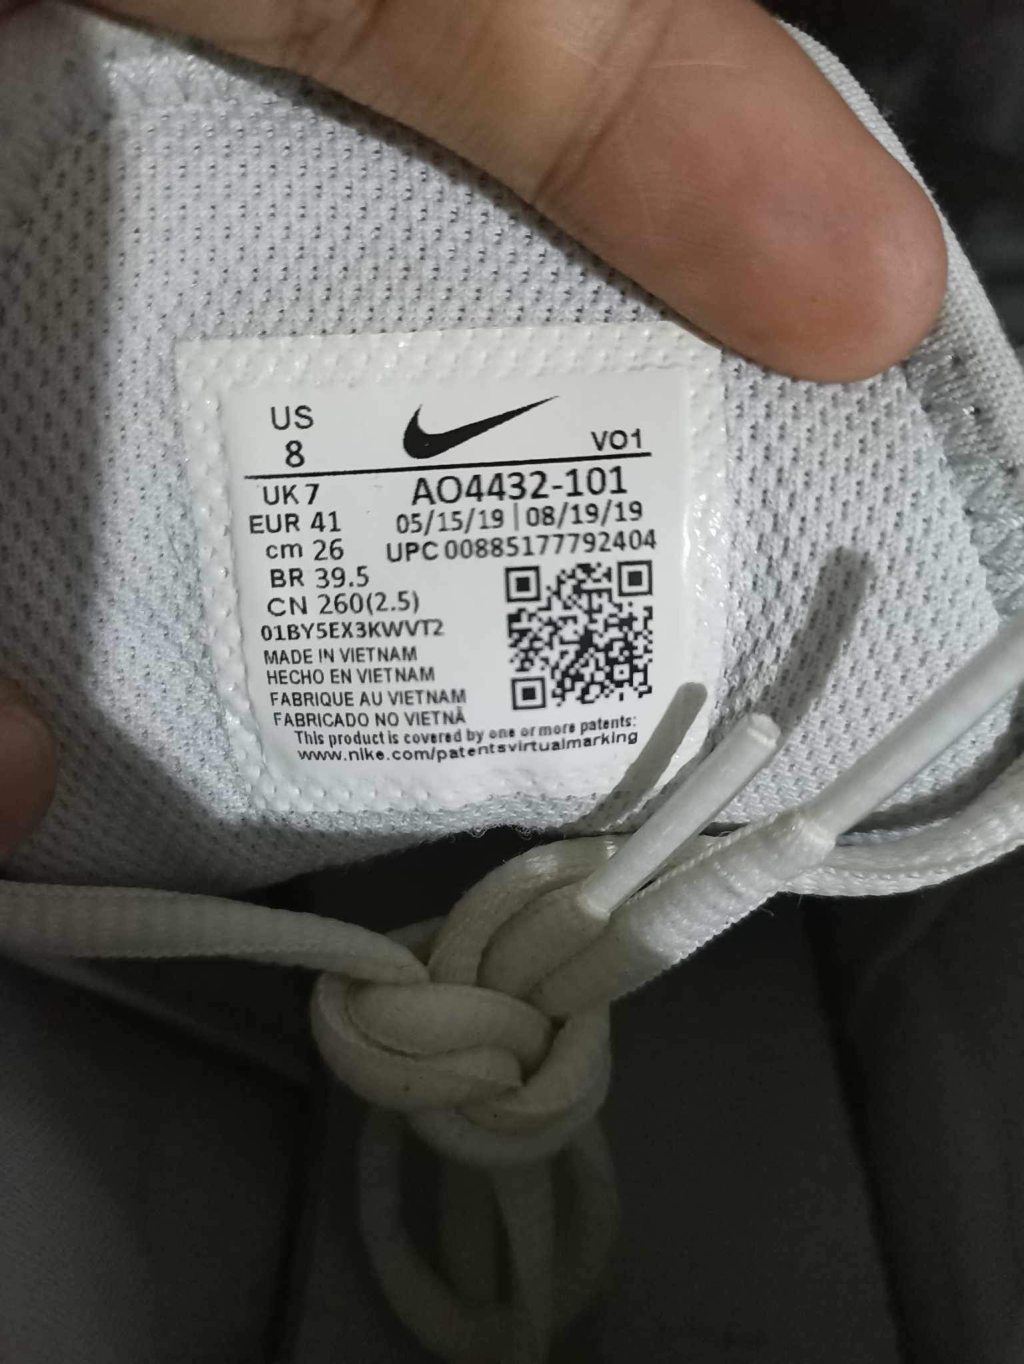 US
8
VO1
UK 7
AO4432-101
EUR 41
05/15/19 | 08/19/19
cm 26
UPC 00885177792404
BR 39.5
CN 260(2.5)
01BY5EX3KWVT2
MADE IN VIETNAM
HECHO EN VIETNAM
FABRIQUE AU VIETNAM
FABRICADO NO VIETNÃ
This product is covered by one or more patents:
www.nike.com/patentsvirtualmarking